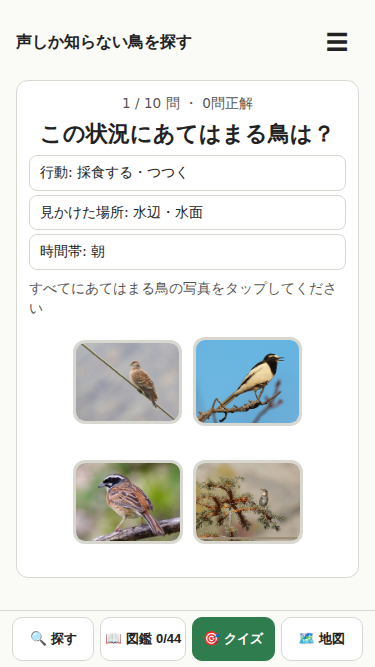 声しか知らない鳥を探す
1 / 10 問 ・ 0問正解
この状況にあてはまる鳥は？
行動: 採食する・つつく
見かけた場所: 水辺・水面
時間帯: 朝
すべてにあてはまる鳥の写真をタップしてくださ
い
🔍 探す
📖 図鑑 0/44
🎯 クイズ
🗺️ 地図